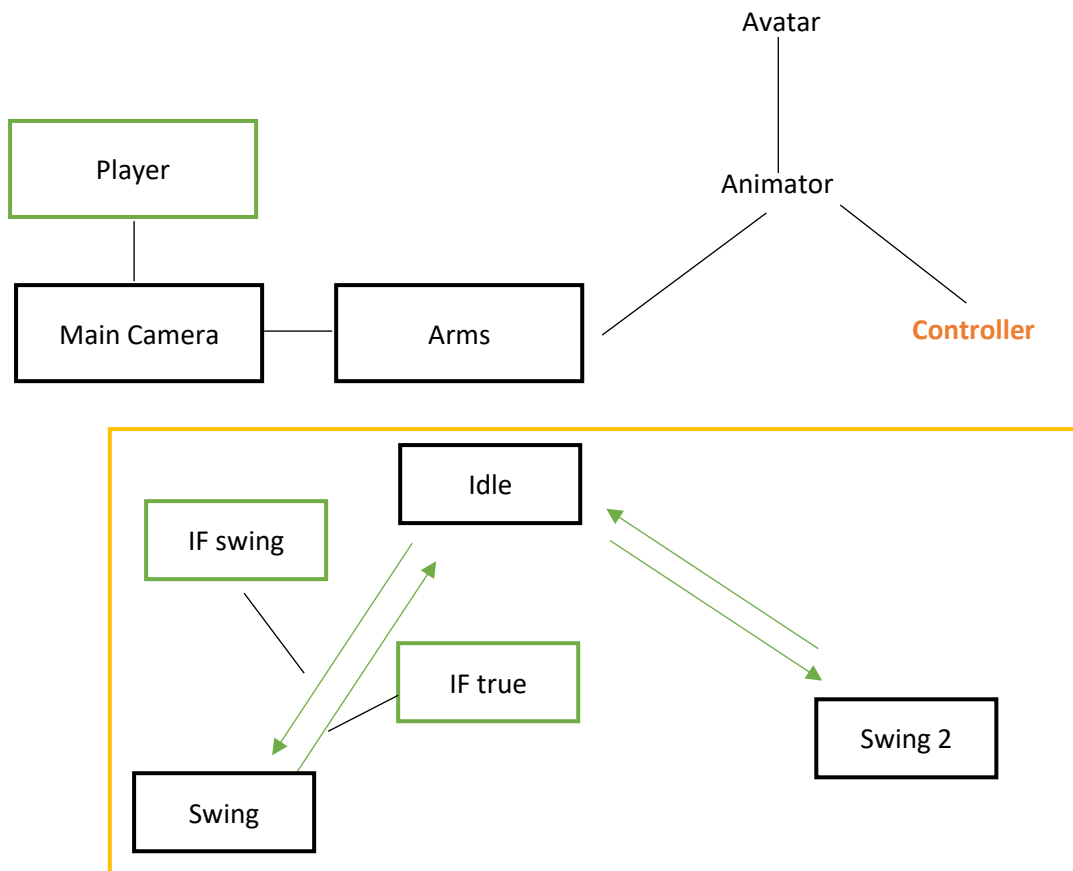 Avatar
Player
Animator
Main Camera
Arms
Controller
Idle
IF swing
IF true
Swing 2
Swing